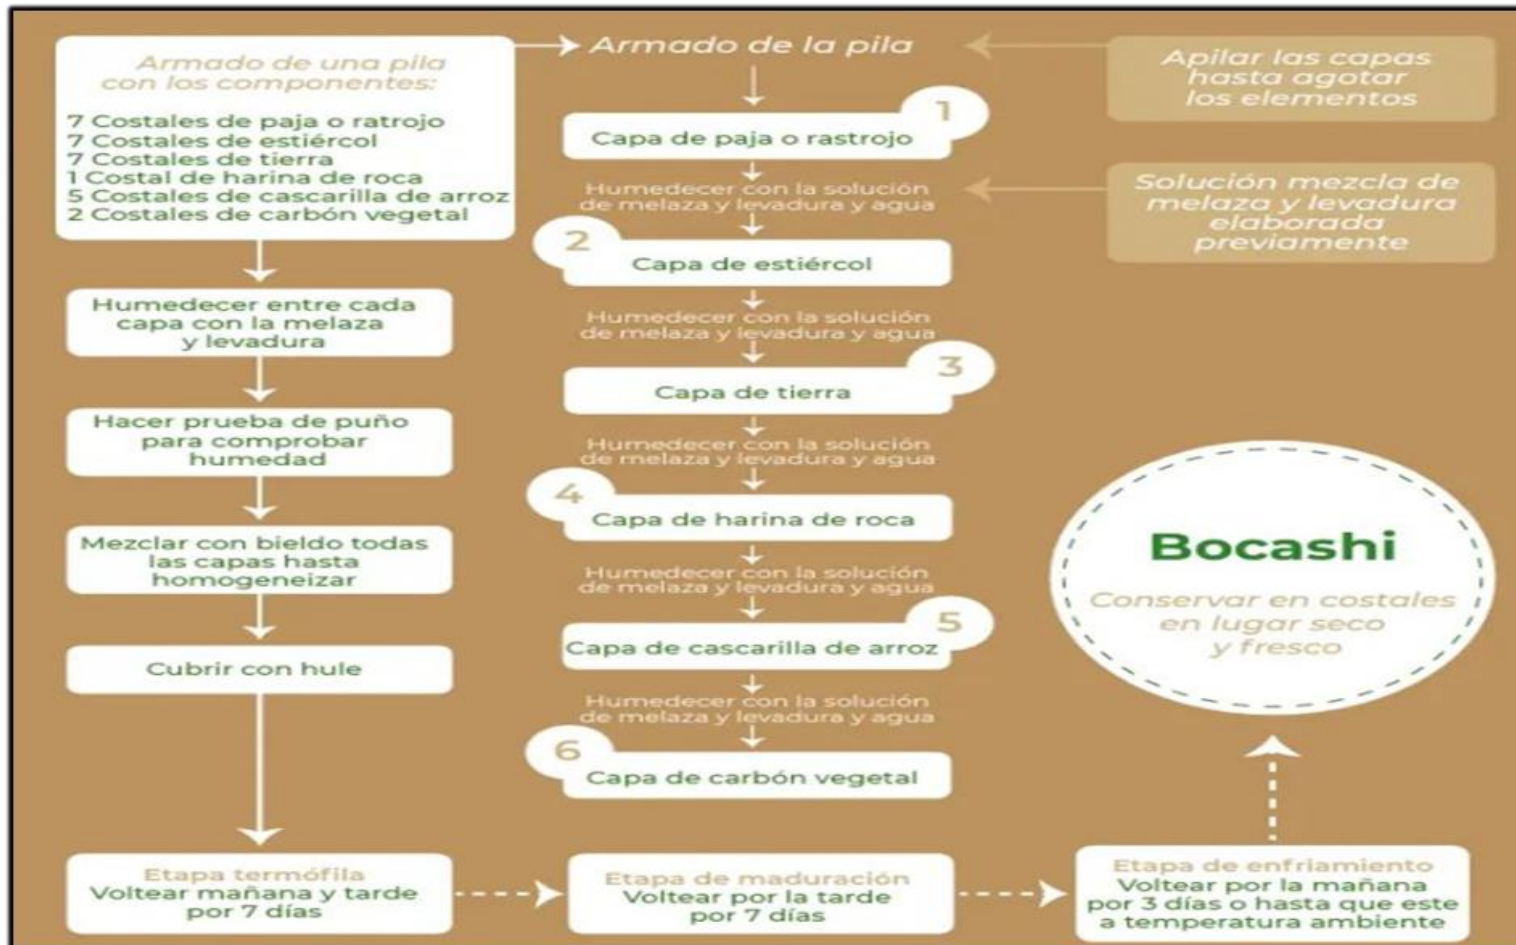 Armado de una pila
con los componentes:
7 Costales de paja o ratrojo
7 Costales de estiércol
7 Costales de tierra
1 Costal de harina de roca
5 Costales de cascarilla de arroz
2 Costales de carbón vegetal
Humedecer entre cada
capa con la melaza
y levadura
Hacer prueba de puño
para comprobar
humedad
Mezclar con bieldo todas
las capas hasta
homogeneizar
Cubrir con hule
Armado de la pila
1
Capa de paja o rastrojo
Humedecer con la solución
de melaza y levadura y agua
2
Capa de estiércol
Humedecer con la solución
de melaza y levadura y agua
3
Capa de tierra
Humedecer con la solución
de melaza y levadura y agua
4
Capa de harina de roca
Humedecer con la solución
de melaza y levadura y agua
5
Capa de cascarilla de arroz
Humedecer con la solución
de melaza y levadura y agua
6
Capa de carbón vegetal
Apilar las capas
hasta agotar
los elementos
Solución mezcla de
melaza y levadura
elaborada
previamente
Etapa termófila
Voltear mañana y tarde
por 7 días
Etapa de maduración
Voltear por la tarde
por 7 días
Etapa de enfriamiento
Voltear por la mañana
por 3 días o hasta que este
a temperatura ambiente
Bocashi
Conservar en costales
en lugar seco
y fresco